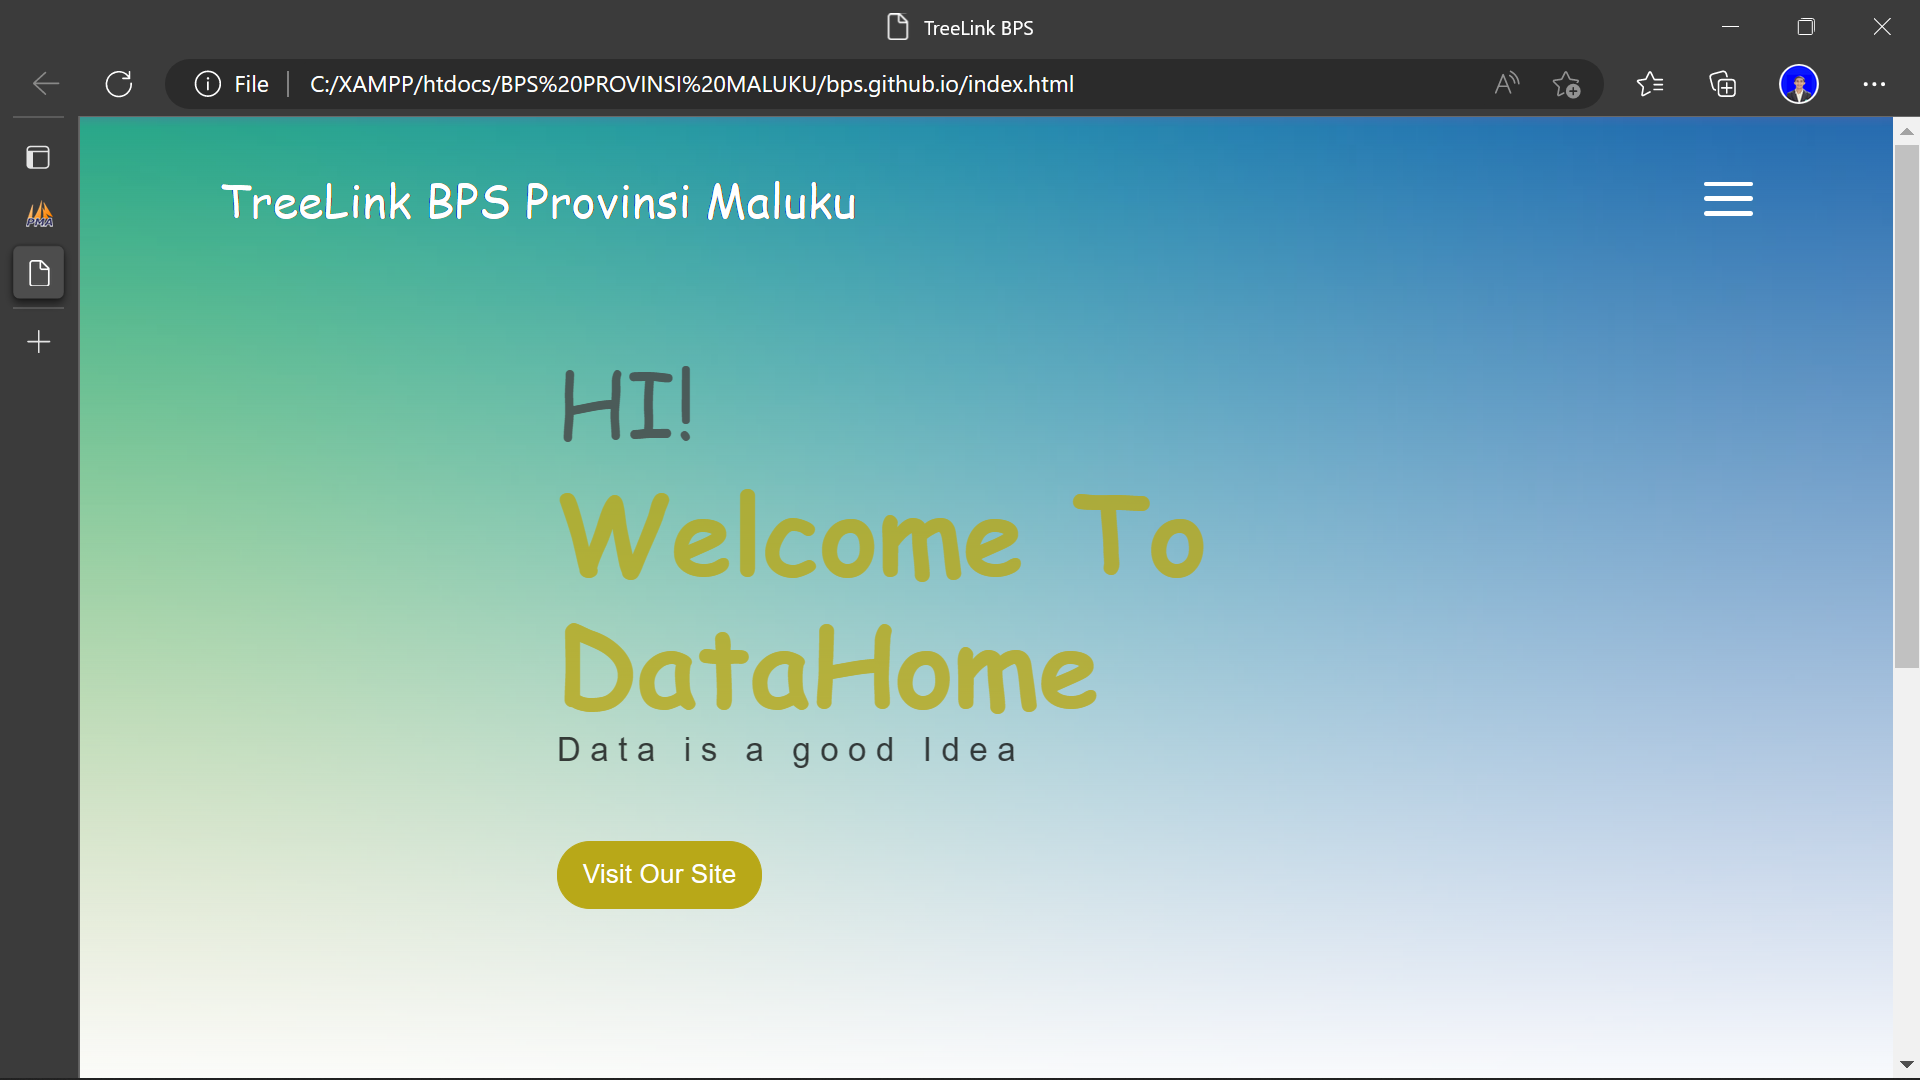 TreeLink BPS
File
C:/XAMPP/htdocs/BPS%20PROVINSI%20MALUKU/bps.github.io/index.html
PMA
TreeLink BPS Provinsi Maluku
HI!
Welcome To
DataHome
Data is a good Idea
Visit Our Site